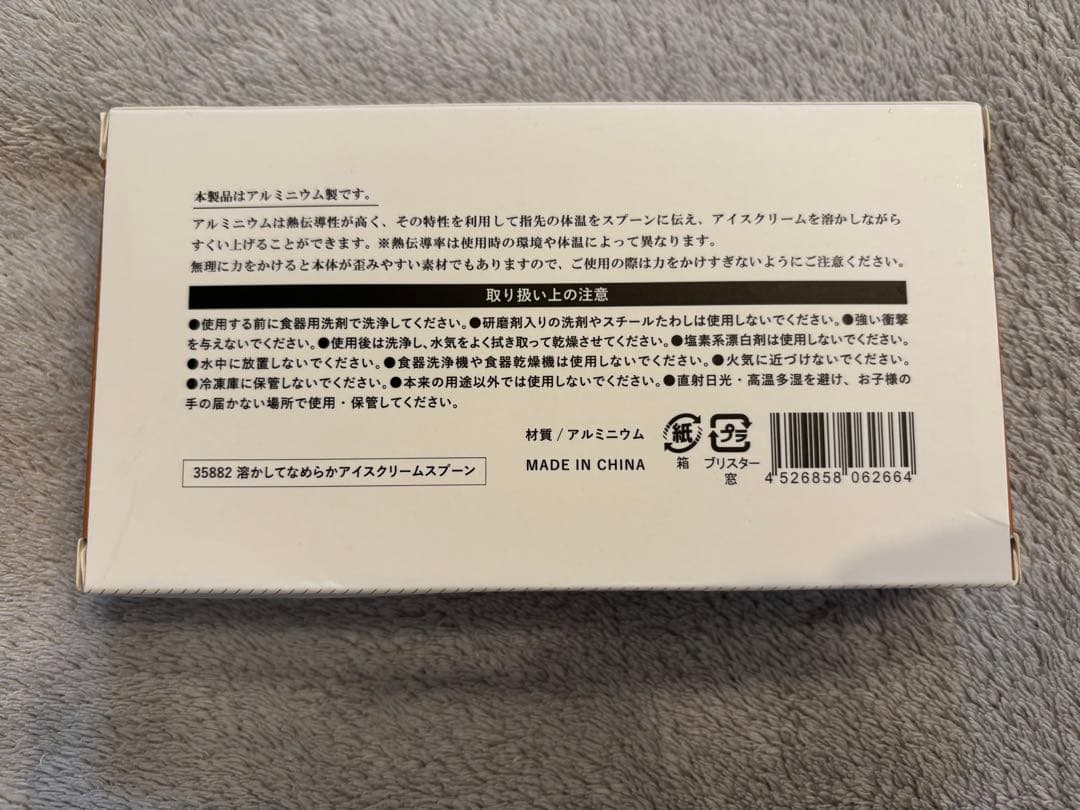 本製品はアルミニウム製です。
アルミニウムは熱伝導性が高く、その特性を利用して指先の体温をスプーンに伝え、アイスクリームを溶かしながら
すくい上げることができます。※熱伝導率は使用時の環境や体温によって異なります。
無理に力をかけると本体が歪みやすい素材でもありますので、ご使用の際は力をかけすぎないようにご注意ください。
取り扱い上の注意
●使用する前に食器用洗剤で洗浄してください。●研磨剤入りの洗剤やスチールたわしは使用しないでください。●強い衝撃
を与えないでください。●使用後は洗浄し、水気をよく拭き取って乾燥させてください。●塩素系漂白剤は使用しないでください。
●水中に放置しないでください。●食器洗浄機や食器乾燥機は使用しないでください。●火気に近づけないでください。
●冷凍庫に保管しないでください。●本来の用途以外では使用しないでください。●直射日光・高温多湿を避け、お子様の
手の届かない場所で使用・保管してください。
材質 / アルミニウム
MADE IN CHINA
紙
箱
プラ
ブリスター
窓
4 526858 062664
35882 溶かしてなめらかアイスクリームスプーン